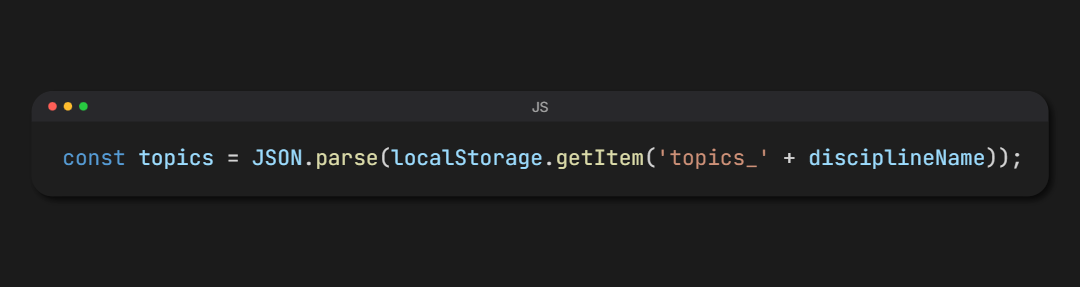 JS
const topics = JSON.parse(localStorage.getItem('topics_' + disciplineName));